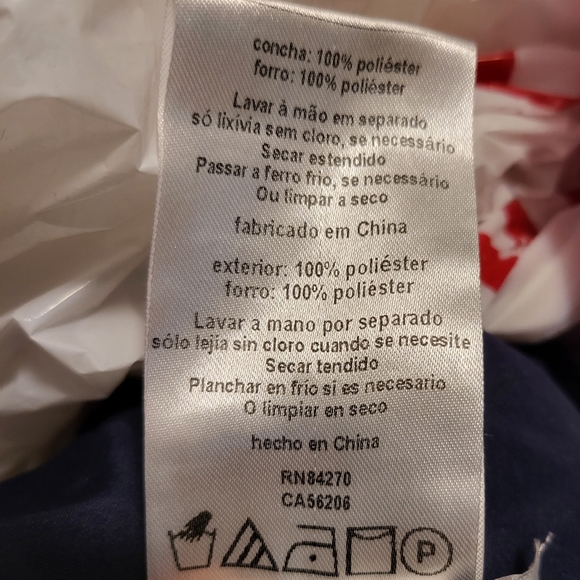 concha: 100% poliéster
forro: 100% poliéster
Lavar à mão em separado
só lixívia sem cloro, se necessário
Secar estendido
Passar a ferro frio, se necessário
Ou limpar a seco
fabricado em China
exterior: 100% poliéster
forro: 100% poliéster
Lavar a mano por separado
sólo lejía sin cloro cuando se necesite
Secar tendido
Planchar en frio si es necesario
O limpiar en seco
hecho en China
RN84270
CA56206
P